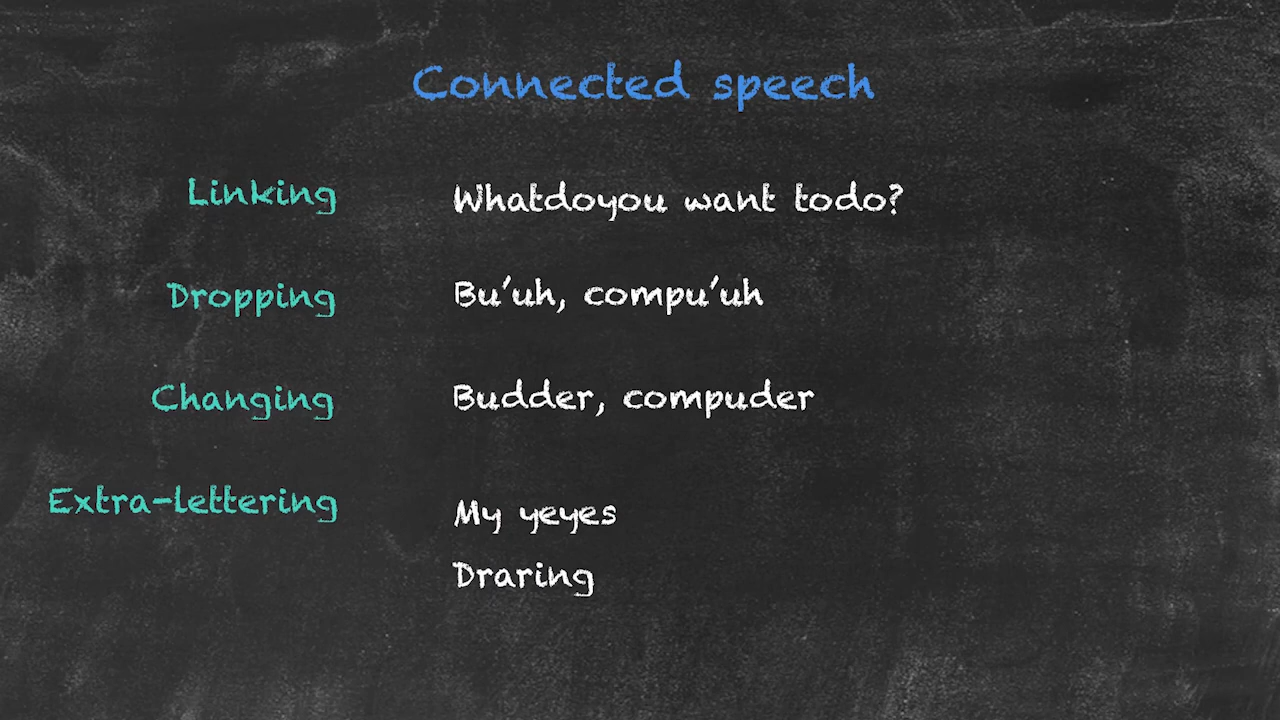 Connected speech
Linking Whatdoyou want todo?
Dropping Bu'uh, compu'uh
Changing Budder, compuder
Extra-lettering My yeyes
Draring